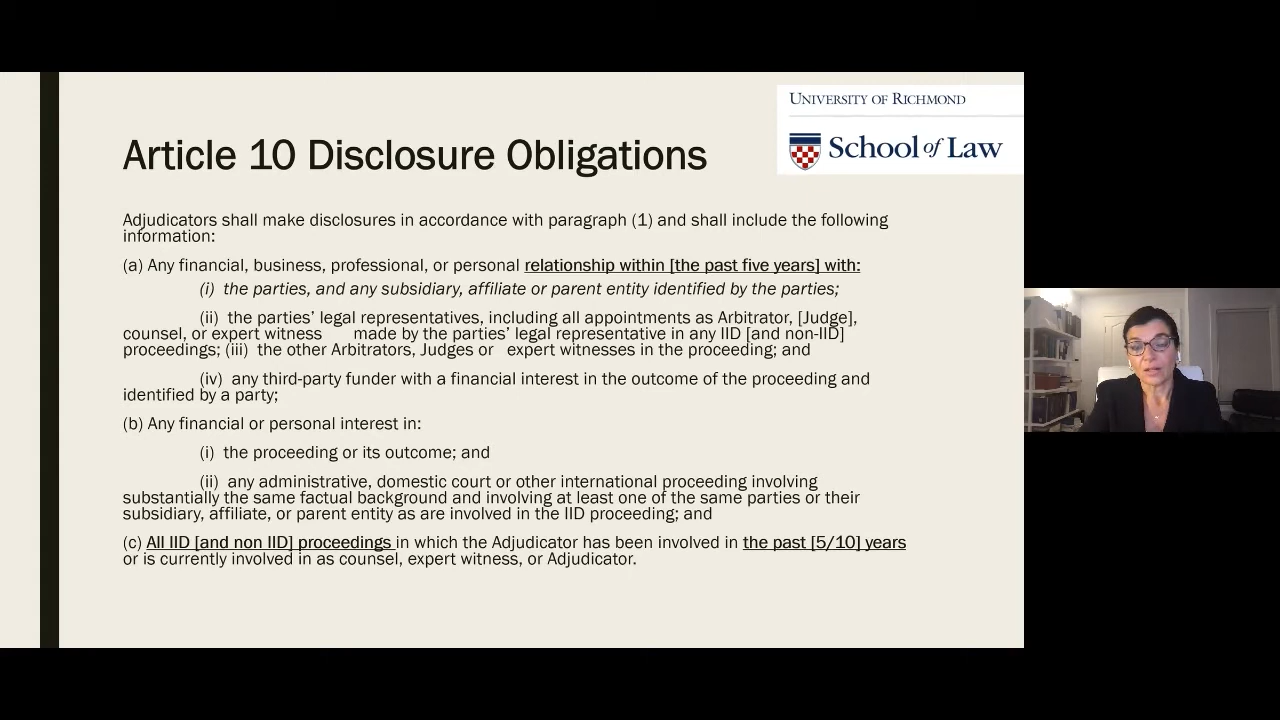 UNIVERSITY OF RICHMOND
School of Law
Article 10 Disclosure Obligations
Adjudicators shall make disclosures in accordance with paragraph (1) and shall include the following
information:
(a) Any financial, business, professional, or personal relationship within [the past five years] with:
(i) the parties, and any subsidiary, affiliate or parent entity identified by the parties;
(ii) the parties' legal representatives, including all appointments as Arbitrator, [Judge],
counsel, or expert witness made by the parties' legal representative in any IID [and non-IID]
proceedings; (iii) the other Arbitrators, Judges or expert witnesses in the proceeding; and
(iv) any third-party funder with a financial interest in the outcome of the proceeding and
identified by a party;
(b) Any financial or personal interest in:
(i) the proceeding or its outcome; and
(ii) any administrative, domestic court or other international proceeding involving
substantially the same factual background and involving at least one of the same parties or their
subsidiary, affiliate, or parent entity as are involved in the IID proceeding; and
(c) All IID [and non IID] proceedings in which the Adjudicator has been involved in the past [5/10] years
or is currently involved in as counsel, expert witness, or Adjudicator.